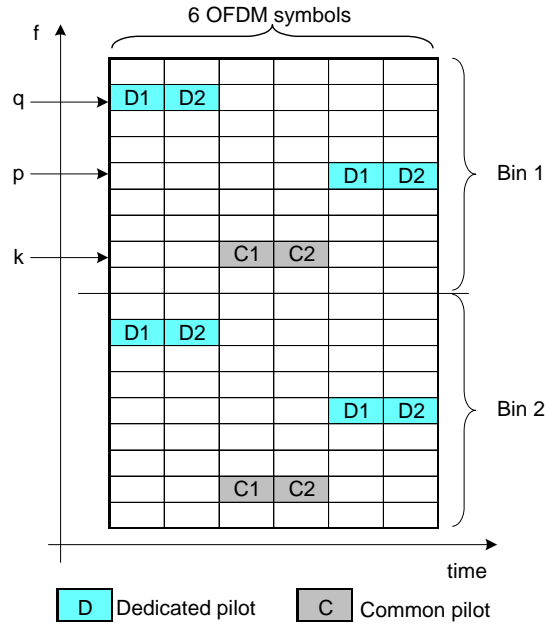 6 OFDM symbols
f
q
D1 D2
p
D1 D2
Bin 1
k
C1 C2
D1 D2
D1 D2
Bin 2
C1 C2
time
D Dedicated pilot C Common pilot